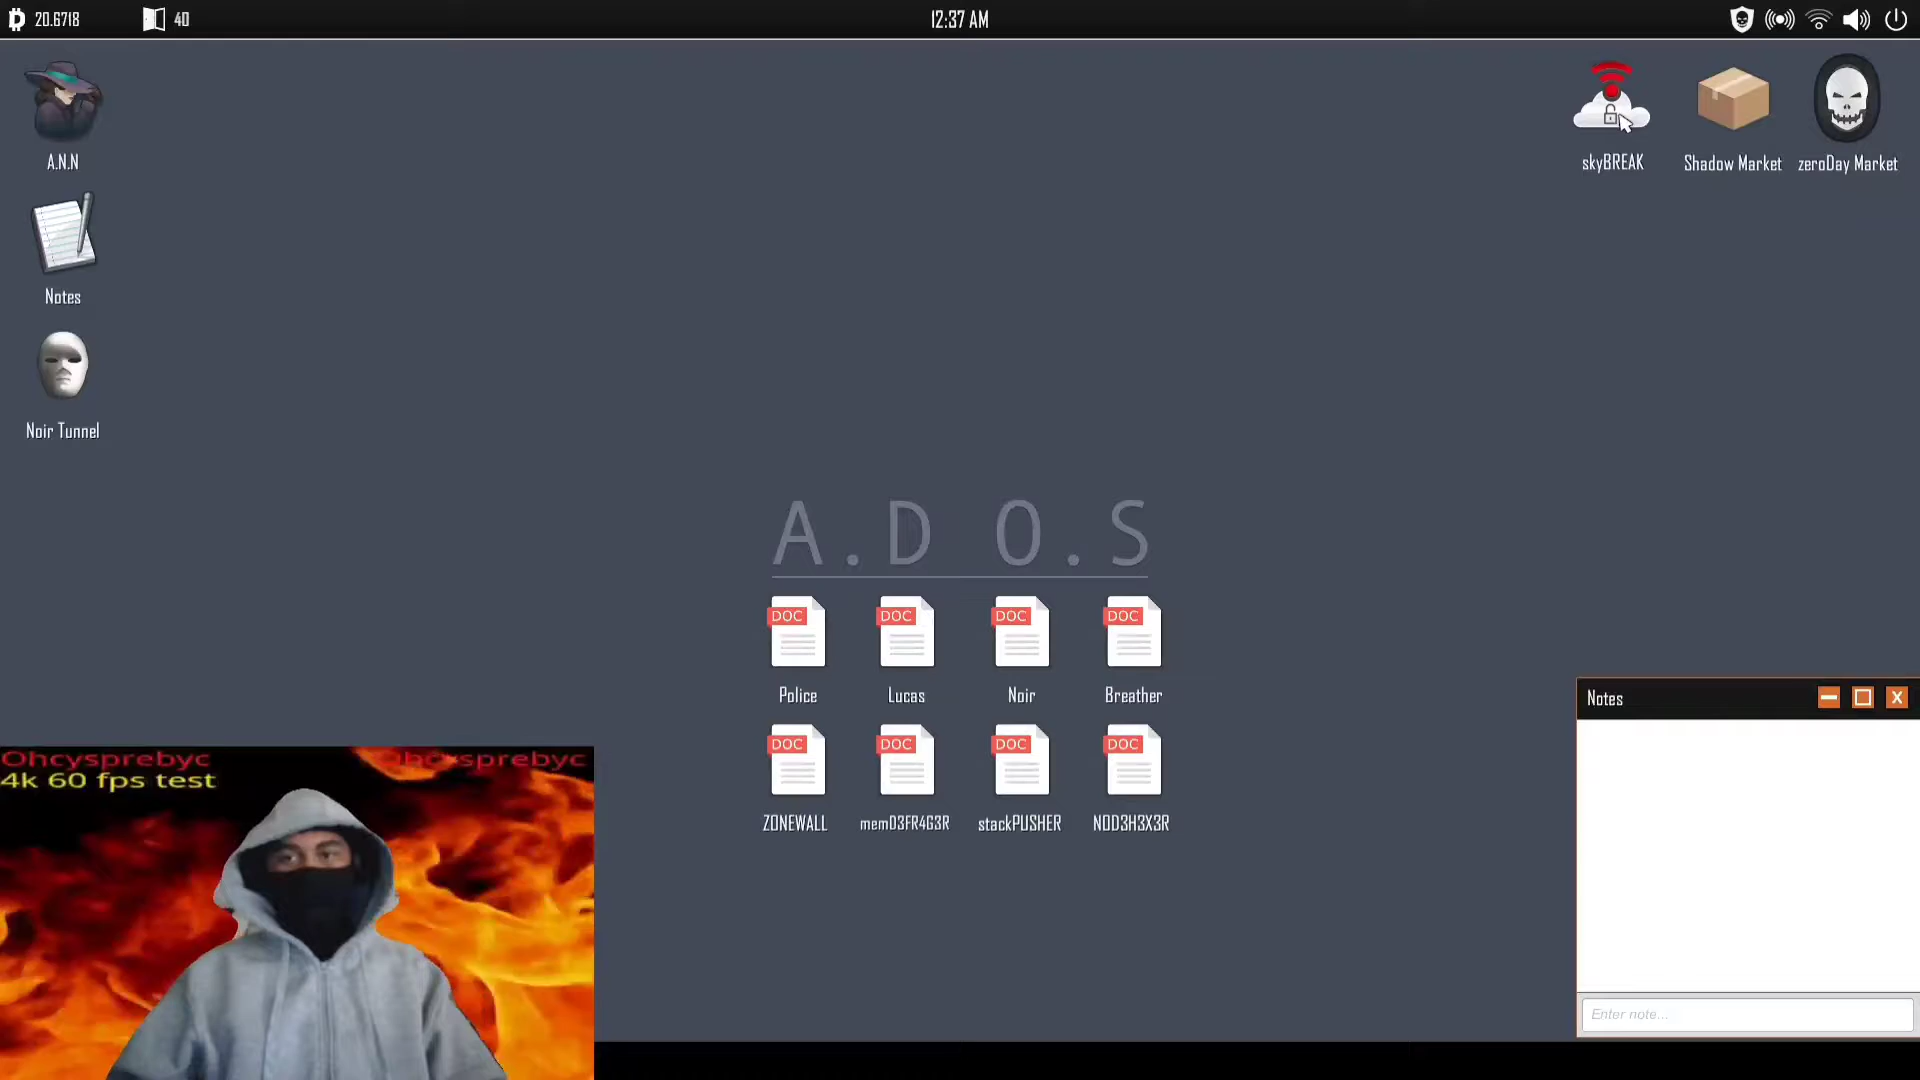 20.6718
40
12:37 AM
A.N.N
skyBREAK
Shadow Market
zeroDay Market
Notes
Noir Tunnel
A.D O.S
DOC
DOC
DOC
DOC
Police
Lucas
Noir
Breather
DOC
DOC
DOC
DOC
ZONEWALL
memD3FR4G3R
stackPUSHER
NOD3H3X3R
Notes
Enter note...
Ohcysprebyc
Ohcysprebyc
4k 60 fps test